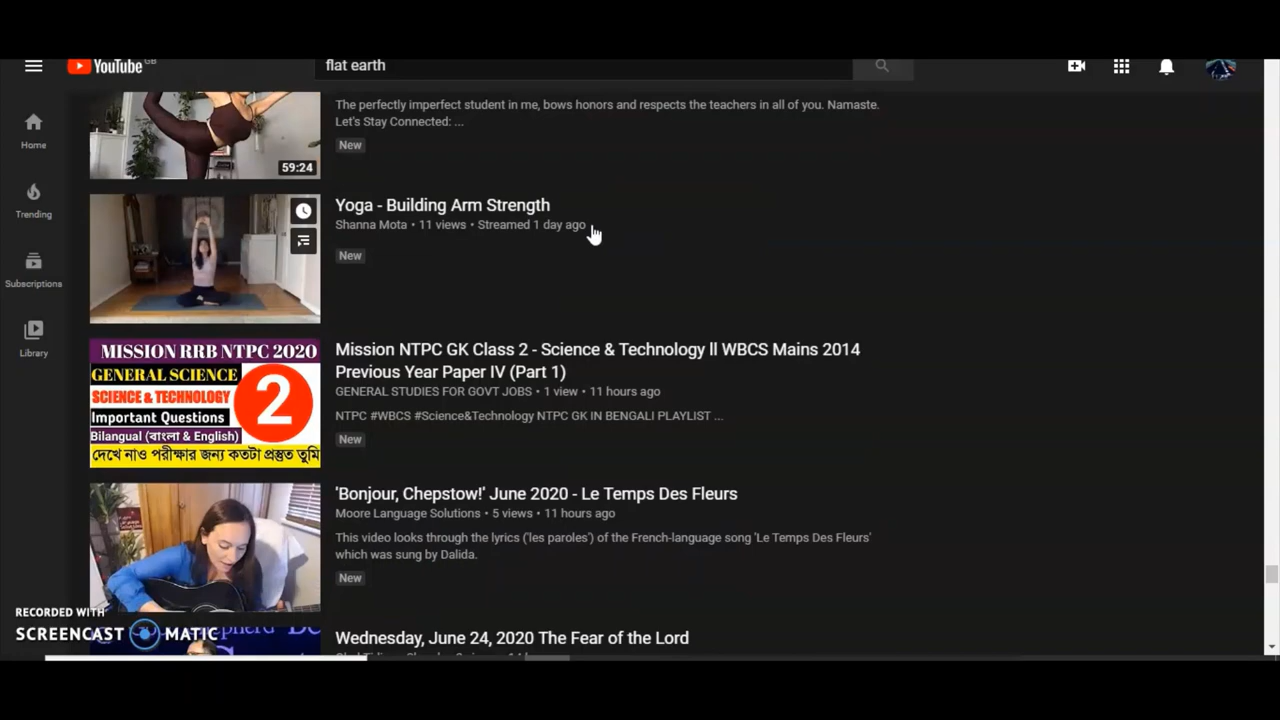 YouTube GB
flat earth
Home
Trending
Subscriptions
Library
The perfectly imperfect student in me, bows honors and respects the teachers in all of you. Namaste.
Let's Stay Connected: ...
New
59:24
Yoga - Building Arm Strength
Shanna Mota • 11 views • Streamed 1 day ago
New
MISSION RRB NTPC 2020
GENERAL SCIENCE
SCIENCE & TECHNOLOGY
2
Important Questions
Bilangual (বাংলা & English)
দেখে নাও পরীক্ষার জন্য কতটা প্রস্তুত তুমি
Mission NTPC GK Class 2 - Science & Technology ll WBCS Mains 2014
Previous Year Paper IV (Part 1)
GENERAL STUDIES FOR GOVT JOBS • 1 view • 11 hours ago
NTPC #WBCS #Science&Technology NTPC GK IN BENGALI PLAYLIST ...
New
'Bonjour, Chepstow!' June 2020 - Le Temps Des Fleurs
Moore Language Solutions • 5 views • 11 hours ago
This video looks through the lyrics ('les paroles') of the French-language song 'Le Temps Des Fleurs'
which was sung by Dalida.
New
RECORDED WITH
SCREENCAST MATIC
Wednesday, June 24, 2020 The Fear of the Lord